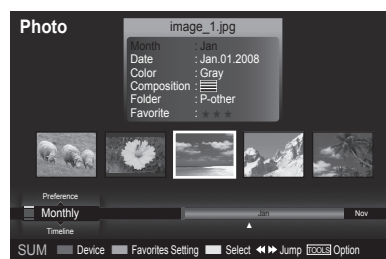 Photo
image_1.jpg
Month : Jan
Date : Jan.01.2008
Color : Gray
Composition :
Folder : P-other
Favorite : ★★★
Preference
Monthly
Timeline
Jan
Nov
SUM Device Favorites Setting Select Jump TOOLS Option